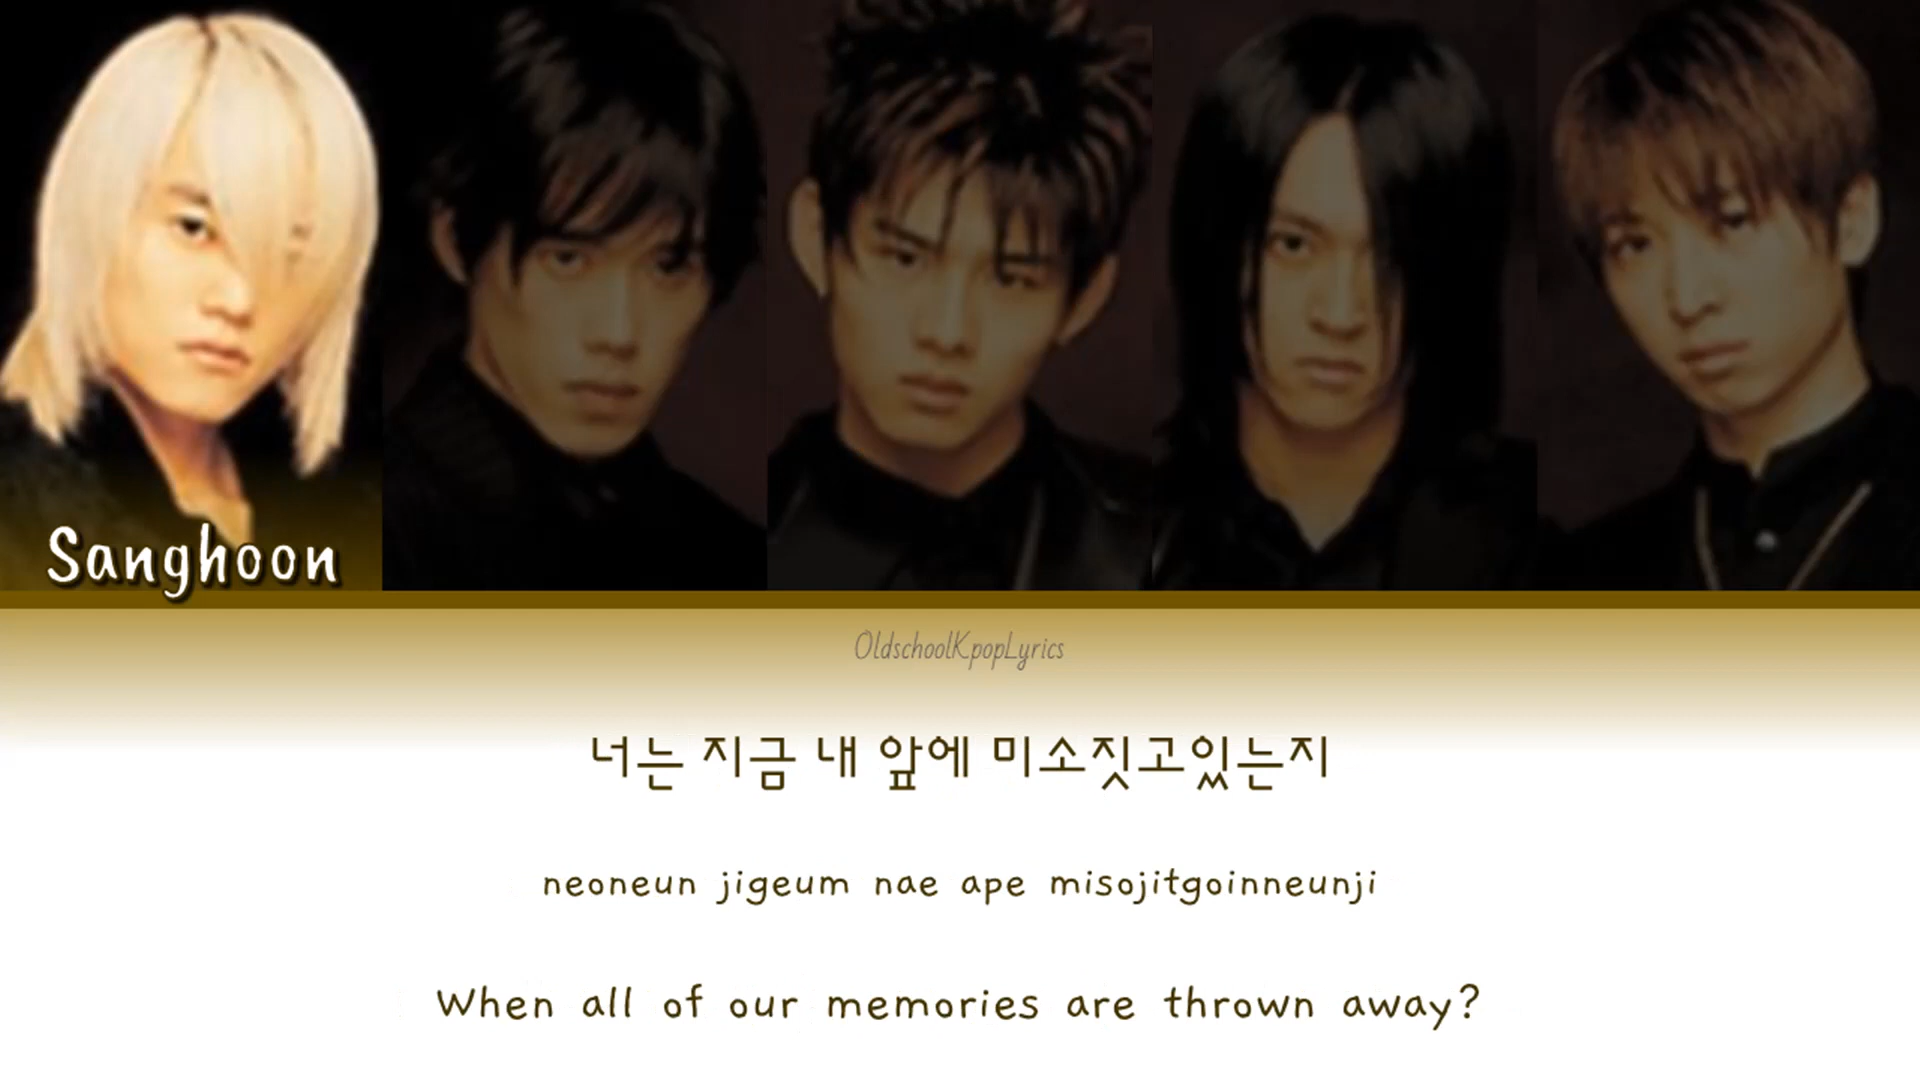 Sanghoon
OldschoolKpopLyrics
너는 지금 내 앞에 미소짓고있는지
neoneun jigeum nae ape misojitgoinneunji
When all of our memories are thrown away?